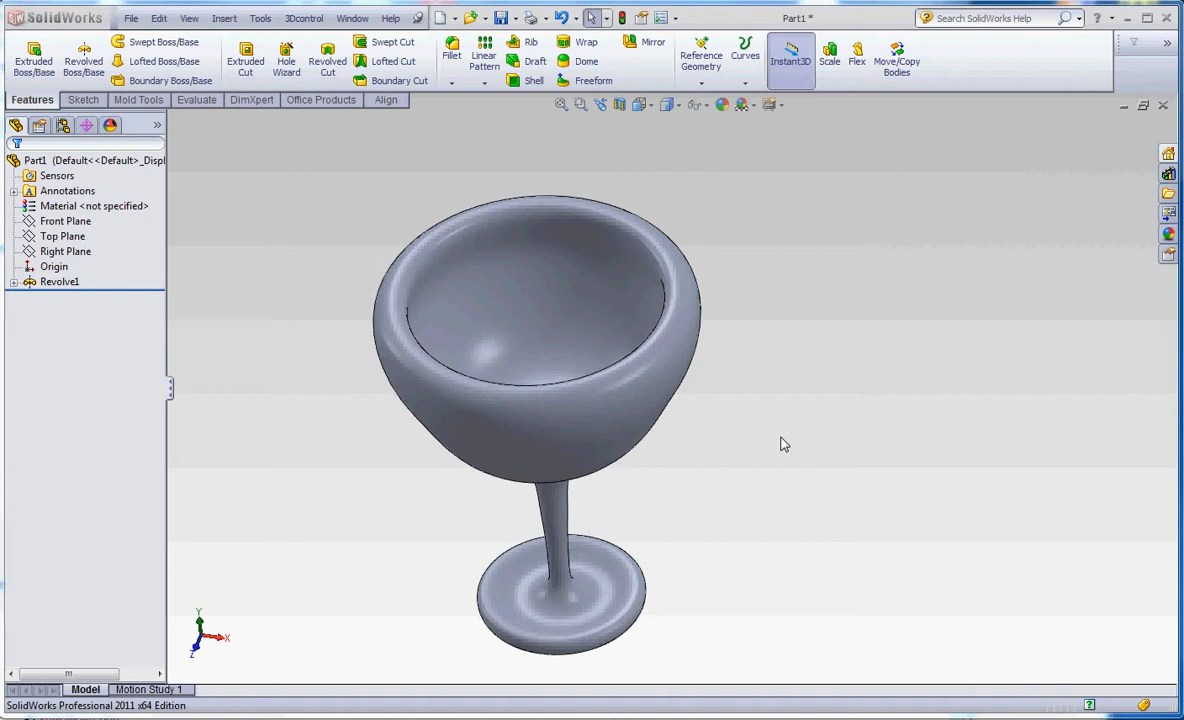 SolidWorks File Edit View Insert Tools 3Dcontrol Window Help Part1 * Search SolidWorks Help
Extruded Boss/Base
Revolved Boss/Base
Swept Boss/Base
Lofted Boss/Base
Boundary Boss/Base
Extruded Cut
Hole Wizard
Revolved Cut
Swept Cut
Lofted Cut
Boundary Cut
Fillet
Linear Pattern
Rib
Draft
Shell
Wrap
Dome
Freeform
Mirror
Reference Geometry
Curves
Instant3D
Scale
Flex
Move/Copy Bodies
Features Sketch Mold Tools Evaluate DimXpert Office Products Align
Part1 (Default<<Default>_Displ
Sensors
Annotations
Material <not specified>
Front Plane
Top Plane
Right Plane
Origin
Revolve1
Y
X
Z
Model Motion Study 1
SolidWorks Professional 2011 x64 Edition